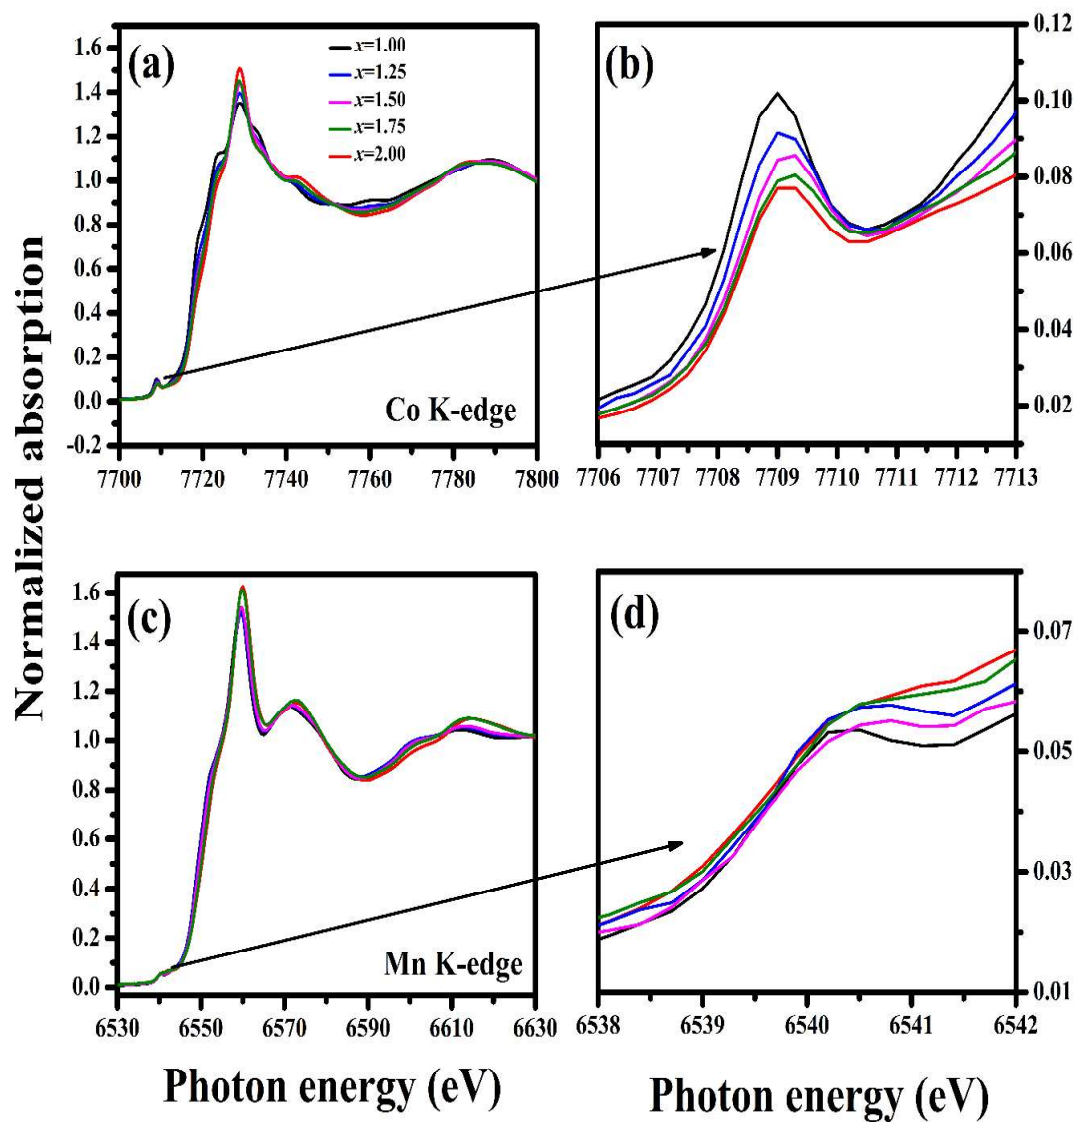 Normalized absorption
(a)
x=1.00
x=1.25
x=1.50
x=1.75
x=2.00
1.6
1.4
1.2
1.0
0.8
0.6
0.4
0.2
0.0
-0.2
Co K-edge
7700 7720 7740 7760 7780 7800
(b)
0.12
0.10
0.08
0.06
0.04
0.02
7706 7707 7708 7709 7710 7711 7712 7713
(c)
1.6
1.4
1.2
1.0
0.8
0.6
0.4
0.2
0.0
Mn K-edge
6530 6550 6570 6590 6610 6630
Photon energy (eV)
(d)
0.07
0.05
0.03
0.01
6538 6539 6540 6541 6542
Photon energy (eV)